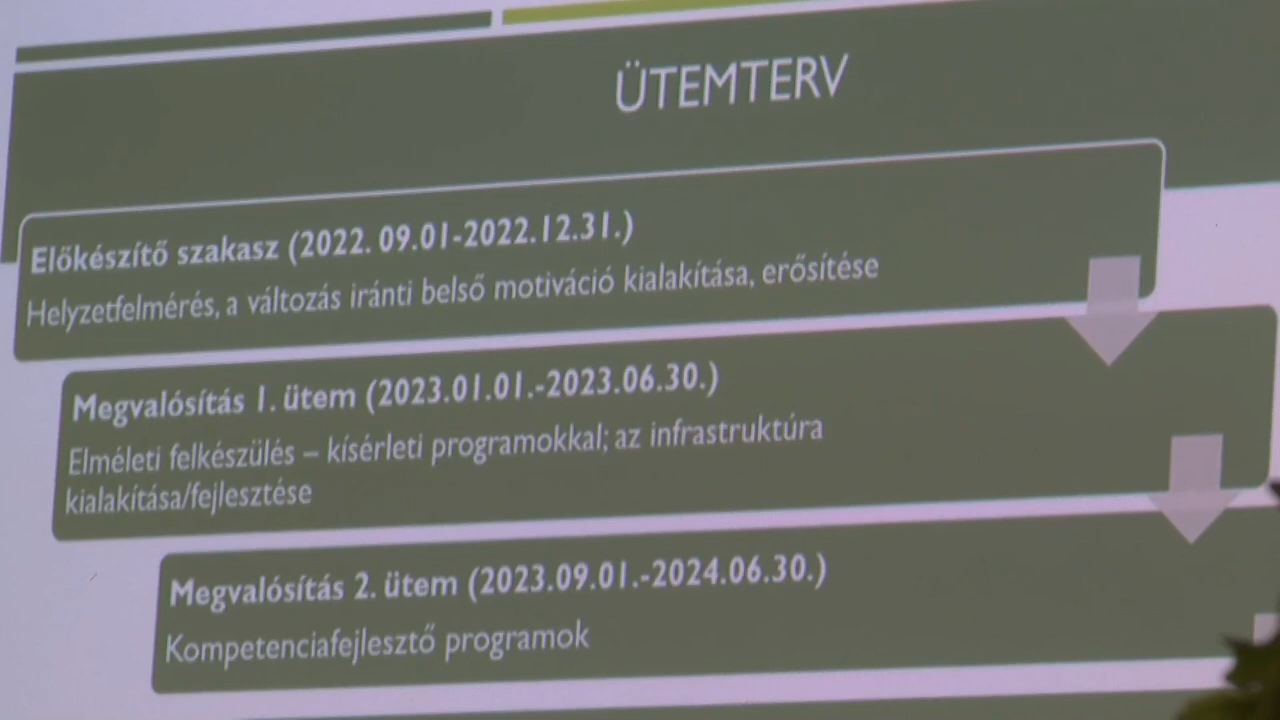 ÜTEMTERV
Előkészítő szakasz (2022. 09.01-2022.12.31.)
Helyzetfelmérés, a változás iránti belső motiváció kialakítása, erősítése
Megvalósítás 1. ütem (2023.01.01.-2023.06.30.)
Elméleti felkészülés – kísérleti programokkal; az infrastruktúra
kialakítása/fejlesztése
Megvalósítás 2. ütem (2023.09.01.-2024.06.30.)
Kompetenciafejlesztő programok